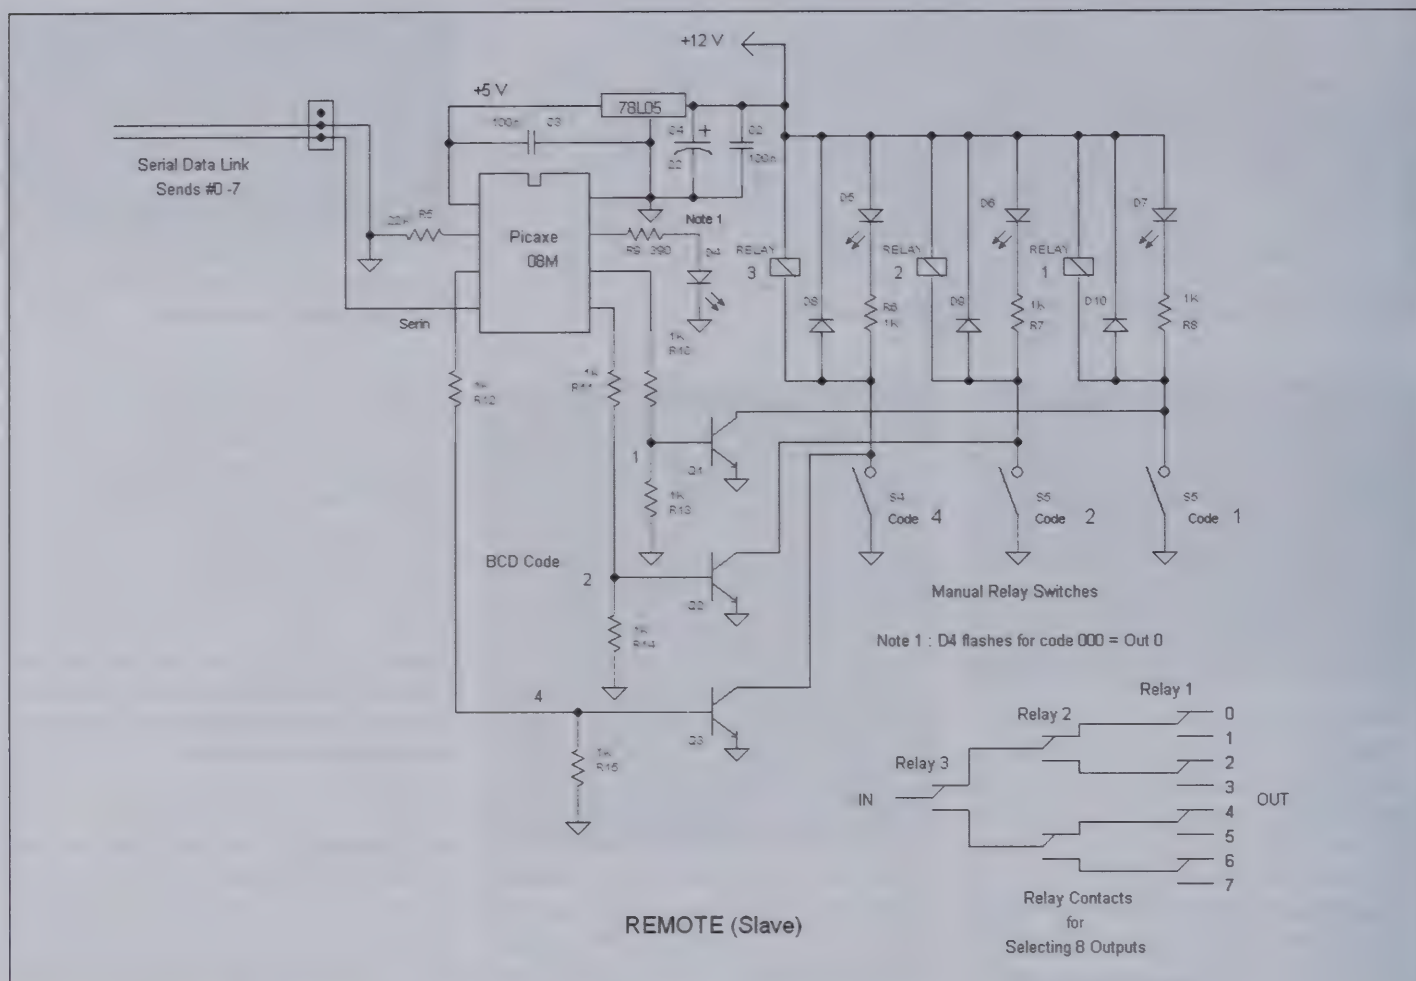 +12 V
+5 V
78L05
100n
C3
C4
+
22
C2
100n
Serial Data Link
Sends #0 -7
22K
R5
Picaxe
08M
Note 1
R9
390
D4
Serin
RELAY
3
D8
D5
R6
1K
RELAY
2
D9
D6
1K
R7
RELAY
1
D10
D7
1K
R8
1K
R10
1K
R11
1K
R12
1
Q1
1K
R13
S4
Code 4
S5
Code 2
S5
Code 1
BCD Code
2
Q2
1K
R14
Manual Relay Switches
Note 1 : D4 flashes for code 000 = Out 0
4
Q3
1K
R15
Relay 1
Relay 2
Relay 3
IN
0
1
2
3
4
5
6
7
OUT
Relay Contacts
for
Selecting 8 Outputs
REMOTE (Slave)